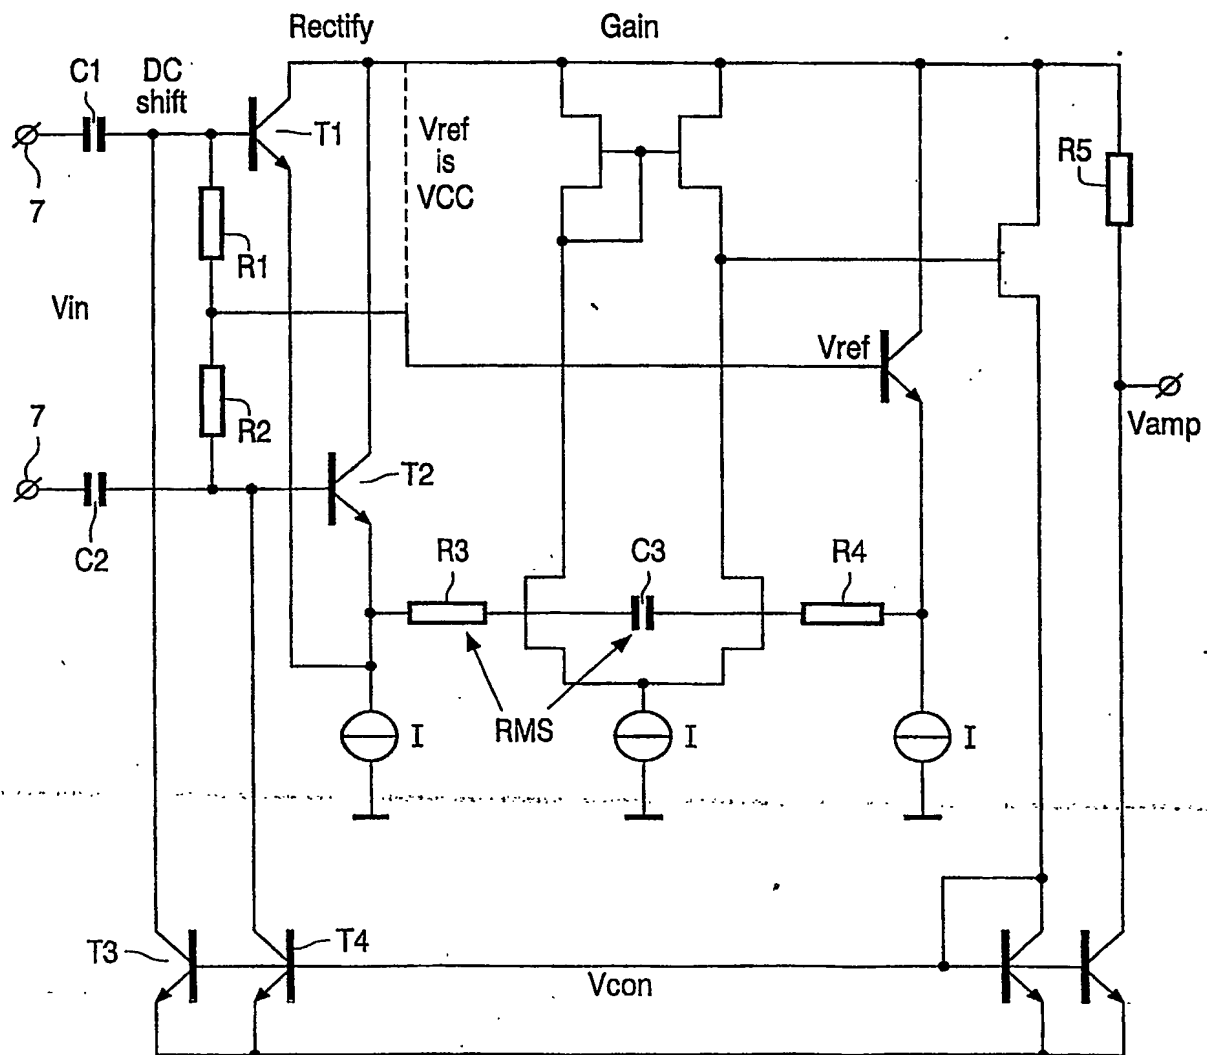 Rectify
Gain
C1
DC
shift
T1
Vref
is
VCC
R5
7
R1
Vin
Vref
7
R2
Vamp
T2
C2
R3
C3
R4
RMS
I
I
I
T3
T4
Vcon